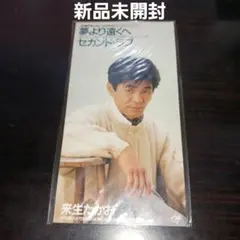 新品未開封
夢より遠くへ
セカンド・ラブ
来生たかお